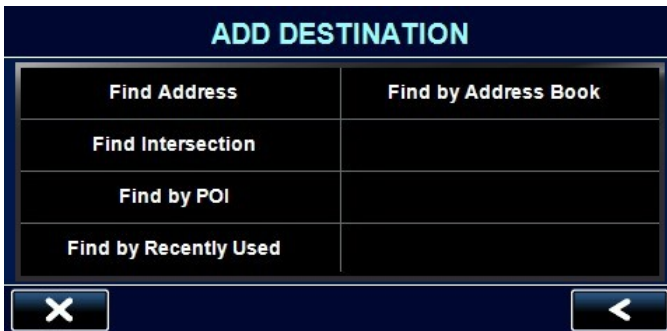 ADD DESTINATION
Find Address
Find by Address Book
Find Intersection
Find by POI
Find by Recently Used